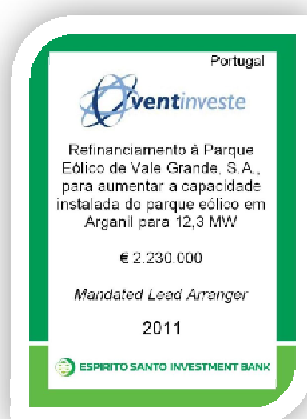 Portugal
ventinveste
Refinanciamento à Parque
Eólico de Vale Grande, S.A.,
para aumentar a capacidade
instalada do parque eólico em
Arganil para 12,3 MW
€ 2.230.000
Mandated Lead Arranger
2011
ESPIRITO SANTO INVESTMENT BANK